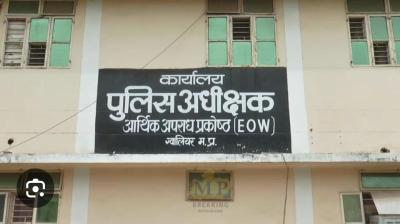 कार्यालय
पुलिस अधीक्षक
आर्थिक अपराध प्रकोष्ठ (EOW)
ग्वालियर म.प्र.
MP
BREAKING